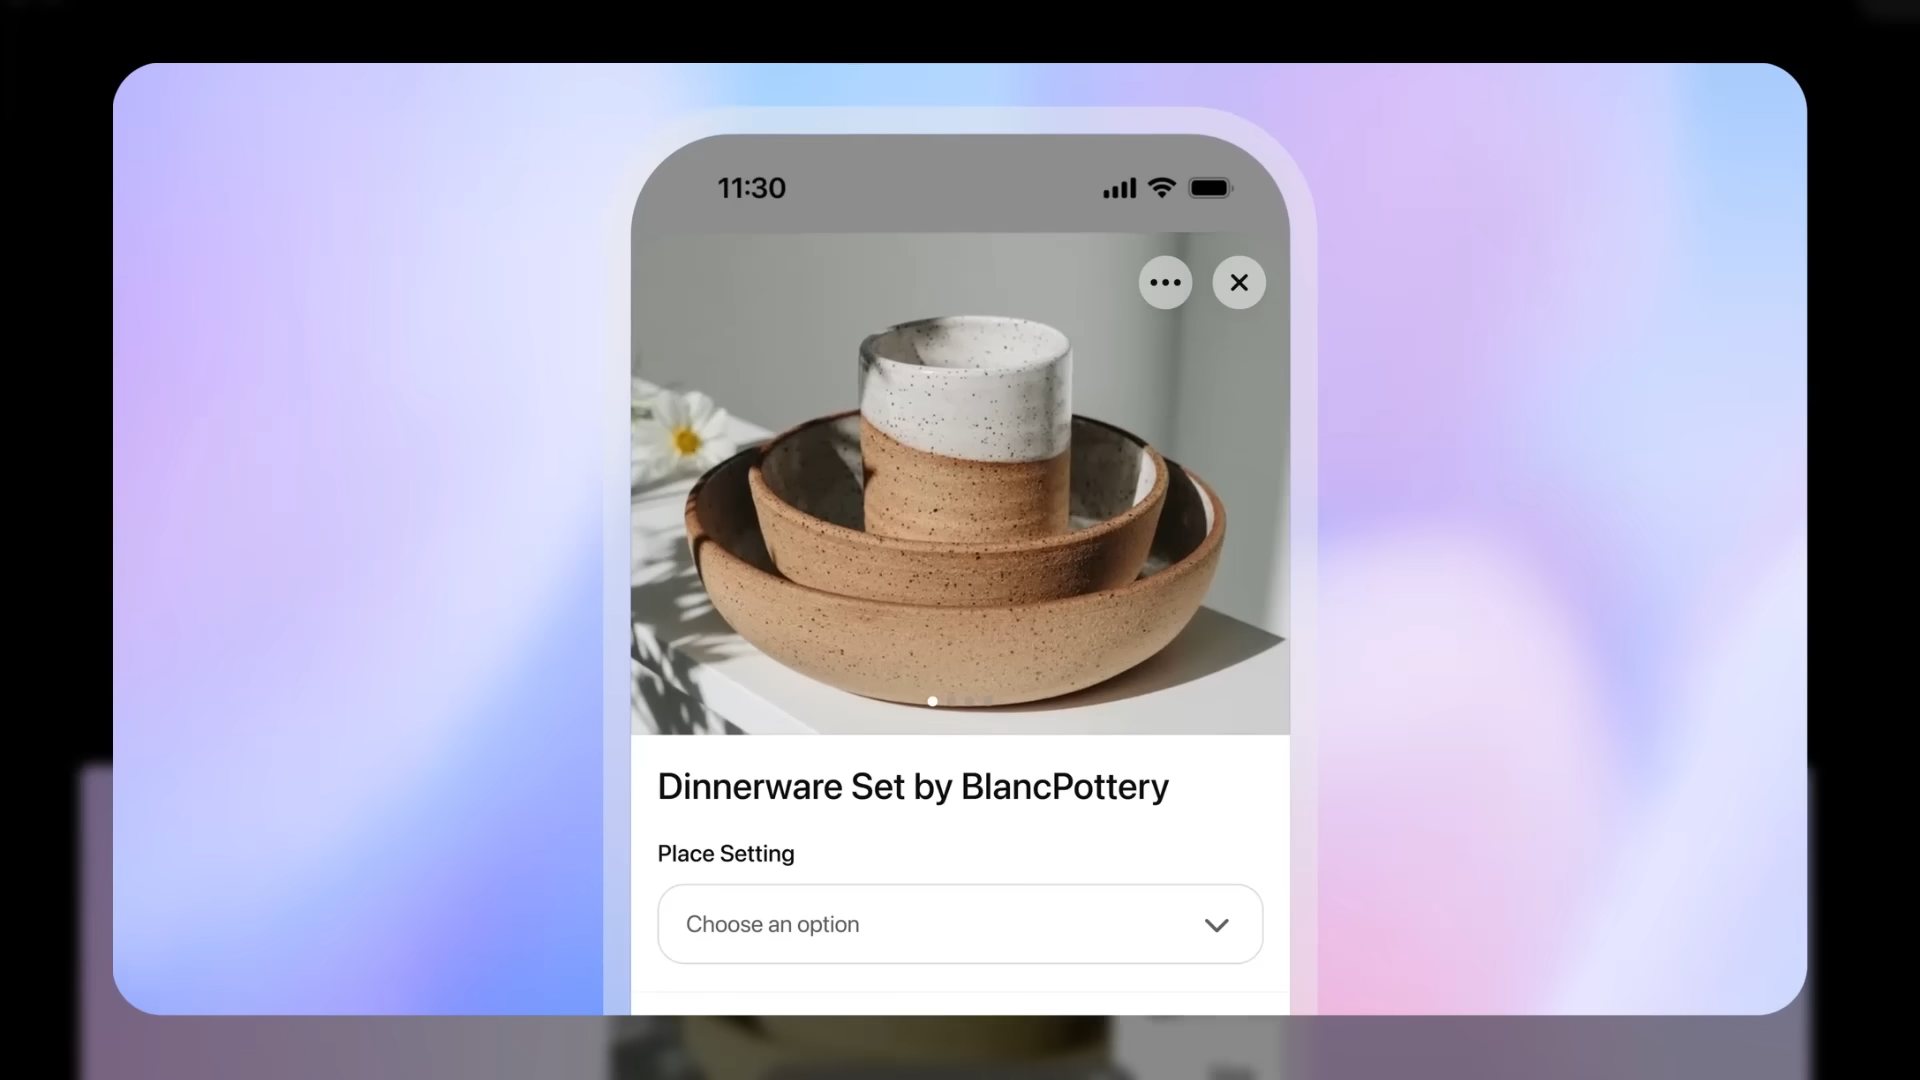 11:30
Dinnerware Set by BlancPottery
Place Setting
Choose an option